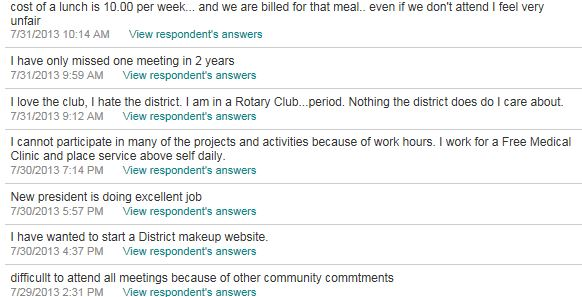 cost of a lunch is 10.00 per week... and we are billed for that meal.. even if we don't attend I feel very
unfair
7/31/2013 10:14 AM View respondent's answers
I have only missed one meeting in 2 years
7/31/2013 9:59 AM View respondent's answers
I love the club, I hate the district. I am in a Rotary Club...period. Nothing the district does do I care about.
7/31/2013 9:12 AM View respondent's answers
I cannot participate in many of the projects and activities because of work hours. I work for a Free Medical
Clinic and place service above self daily.
7/30/2013 7:14 PM View respondent's answers
New president is doing excellent job
7/30/2013 5:57 PM View respondent's answers
I have wanted to start a District makeup website.
7/30/2013 4:37 PM View respondent's answers
difficullt to attend all meetings because of other community commtments
7/29/2013 2:31 PM View respondent's answers